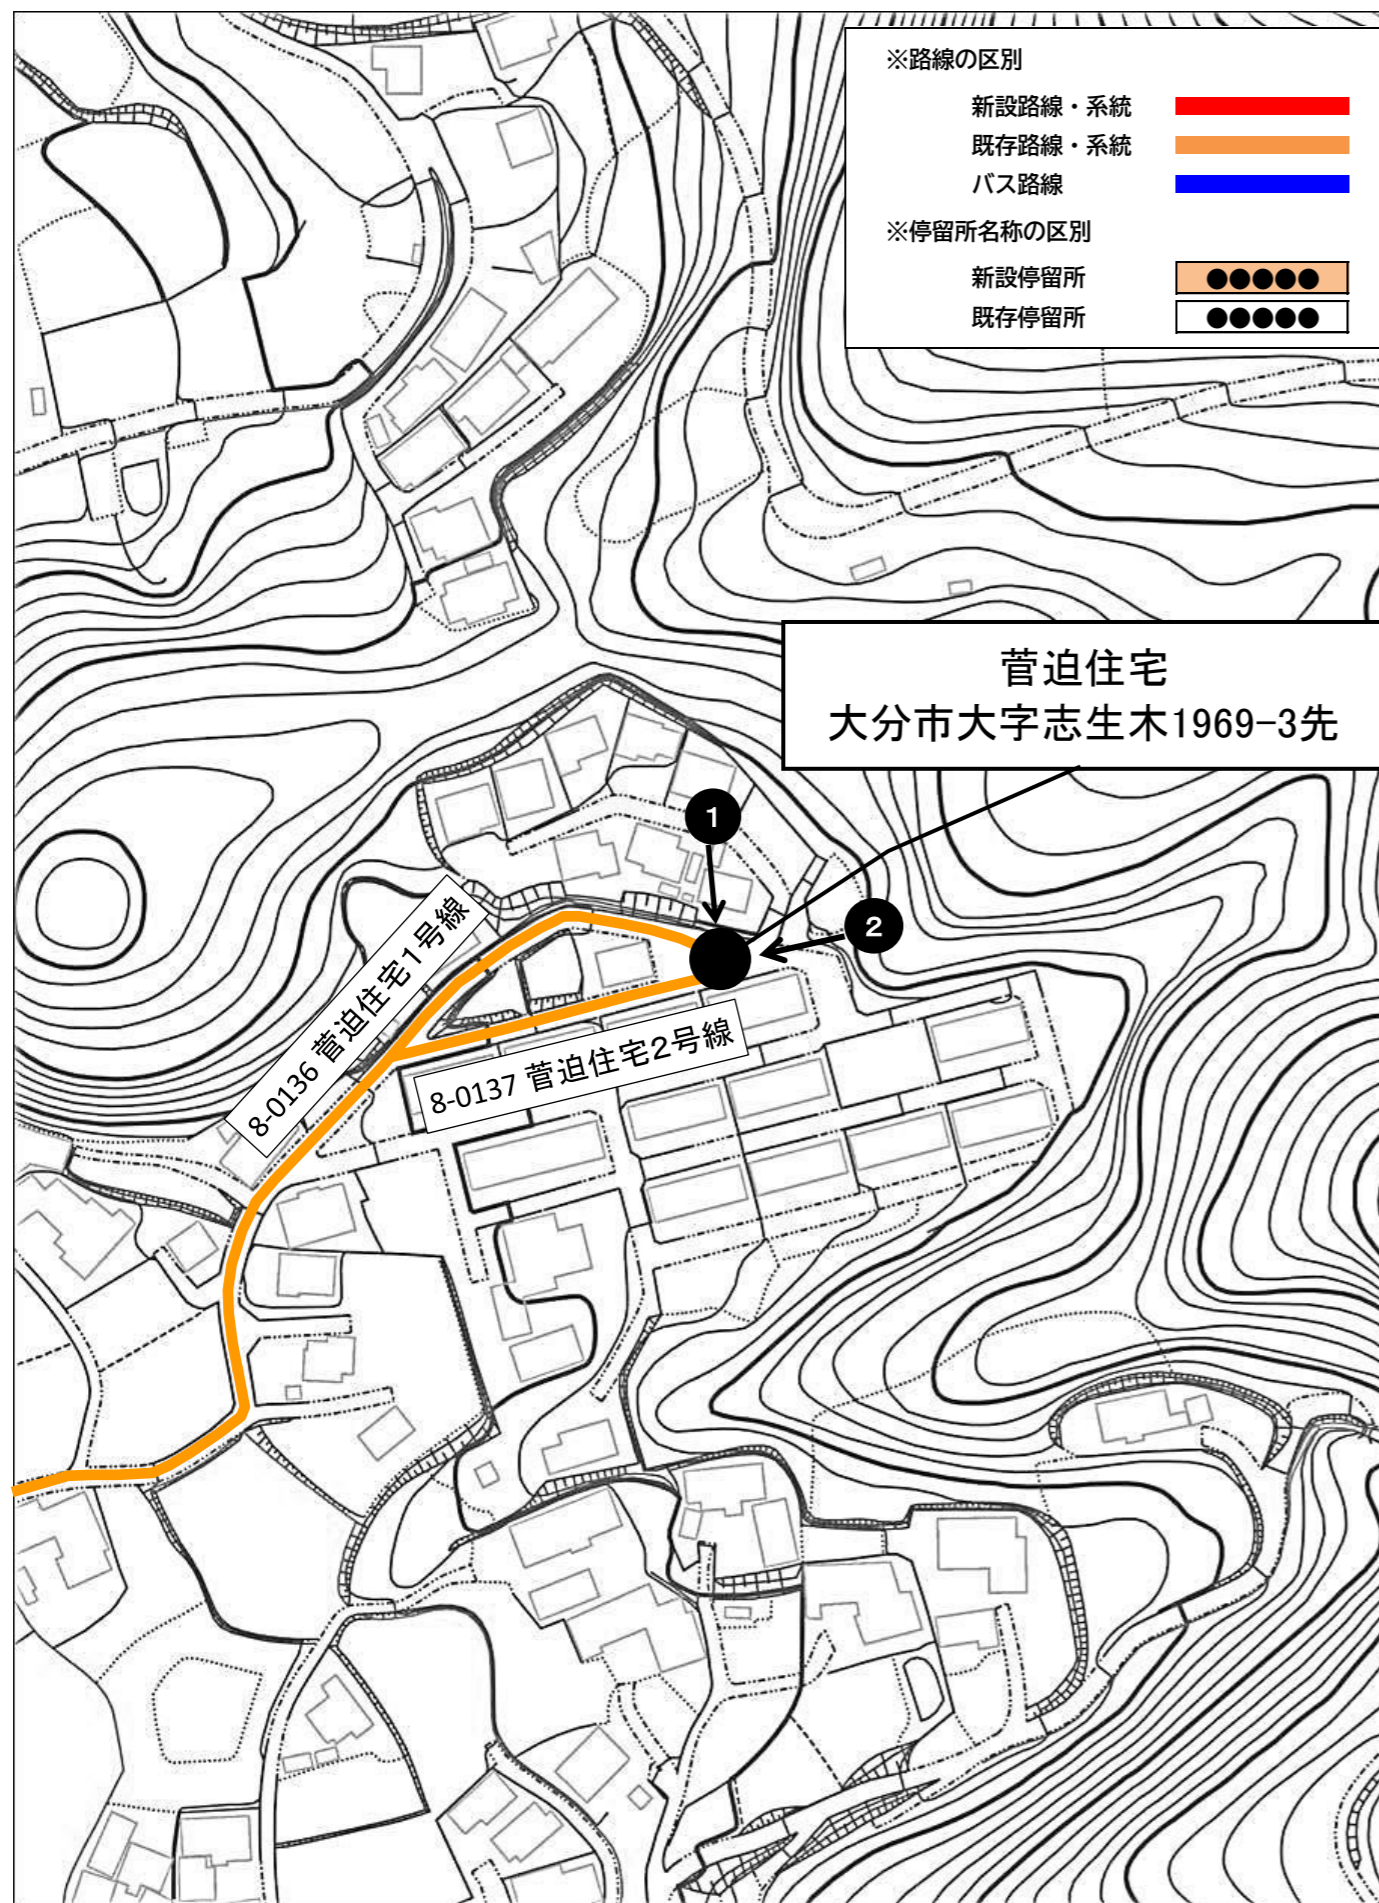 ※路線の区別
新設路線・系統
既存路線・系統
バス路線
※停留所名称の区別
新設停留所
●●●●●
既存停留所
●●●●●
菅迫住宅
大分市大字志生木1969-3先
1
2
8-0136 菅迫住宅1号線
8-0137 菅迫住宅2号線